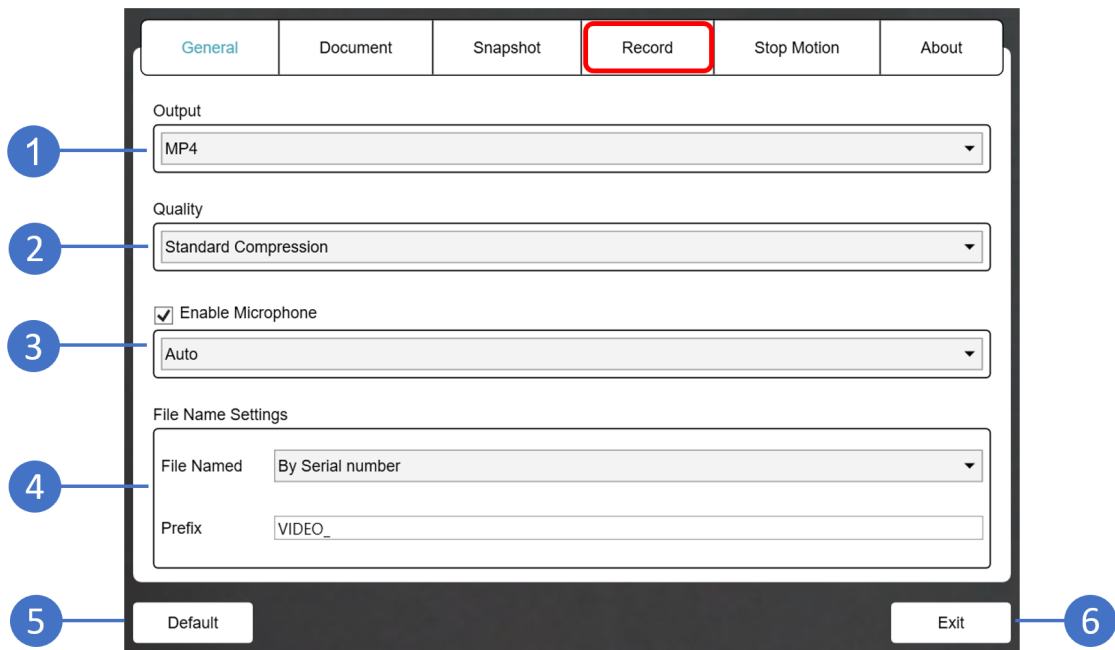 General Document Snapshot Record Stop Motion About
Output
1 MP4
Quality
2 Standard Compression
Enable Microphone
3 Auto
File Name Settings
File Named By Serial number
4
Prefix VIDEO_
5 Default Exit 6